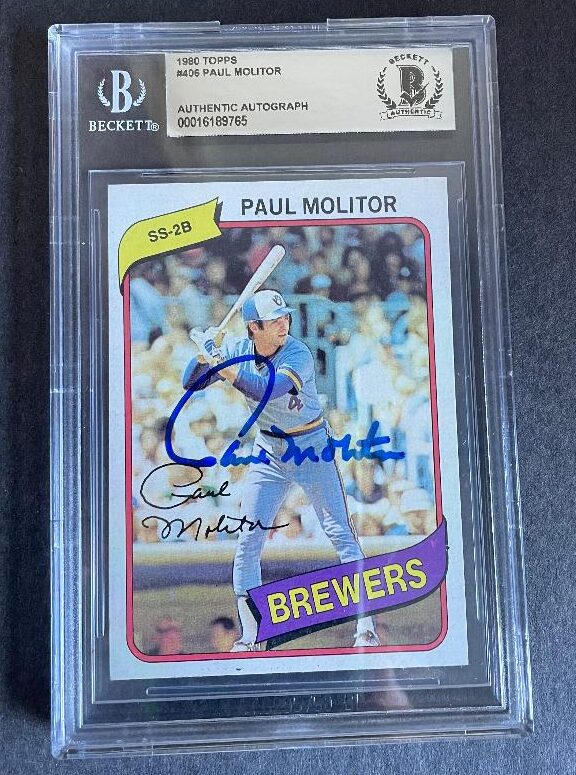 1980 TOPPS
#406 PAUL MOLITOR
AUTHENTIC AUTOGRAPH
00016189765
B
BECKETT®
BECKETT
B
AUTHENTIC
PAUL MOLITOR
SS-2B
4
Paul Molitor
Paul
Molitor
BREWERS